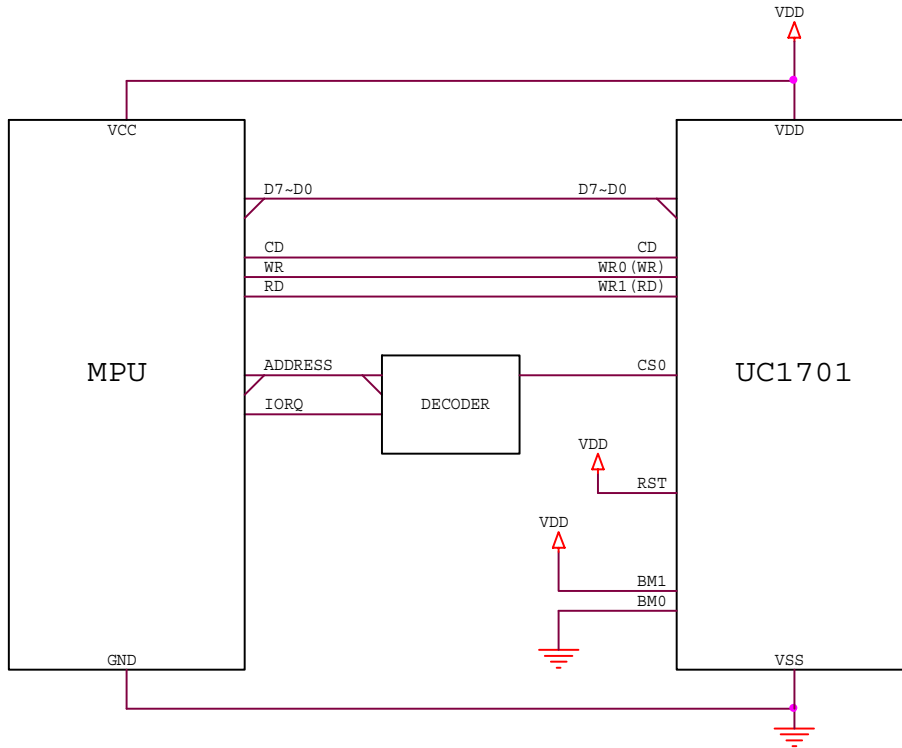 VDD
VCC VDD
D7~D0 D7~D0
CD CD
WR WR0(WR)
RD WR1(RD)
ADDRESS CS0
MPU UC1701
IORQ DECODER
VDD
RST
VDD
BM1
BM0
GND VSS